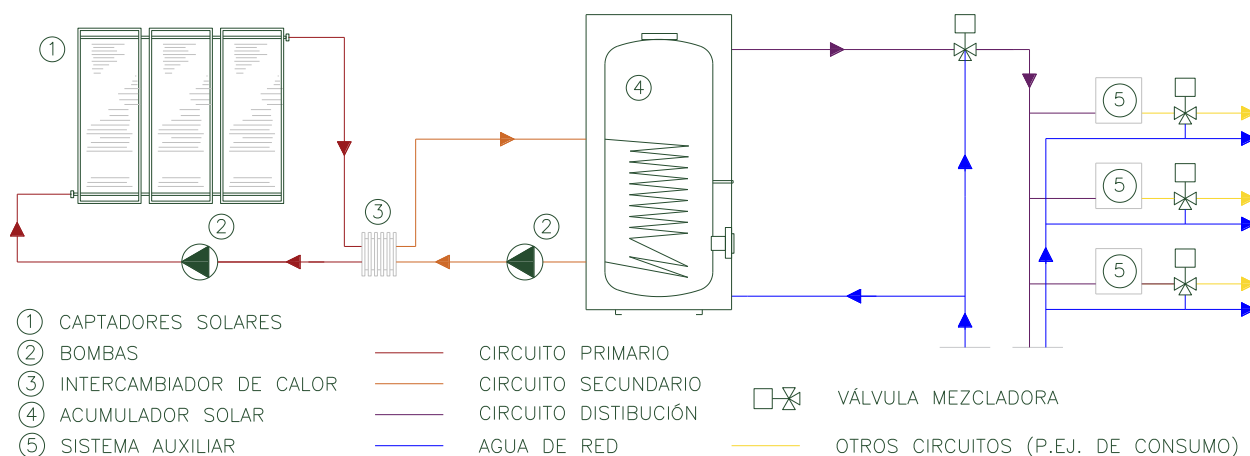 1
2
3
2
4
5
5
5
1 CAPTADORES SOLARES
2 BOMBAS
3 INTERCAMBIADOR DE CALOR
4 ACUMULADOR SOLAR
5 SISTEMA AUXILIAR
CIRCUITO PRIMARIO
CIRCUITO SECUNDARIO
CIRCUITO DISTIBUCIÓN
AGUA DE RED
VÁLVULA MEZCLADORA
OTROS CIRCUITOS (P.EJ. DE CONSUMO)